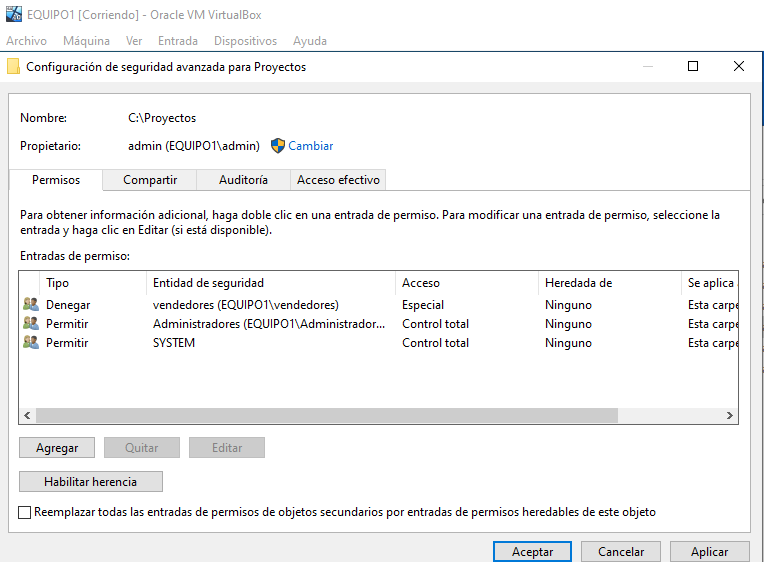 EQUIPO1 [Corriendo] - Oracle VM VirtualBox
Archivo Máquina Ver Entrada Dispositivos Ayuda
Configuración de seguridad avanzada para Proyectos
Nombre: C:\Proyectos
Propietario: admin (EQUIPO1\admin) Cambiar
Permisos Compartir Auditoría Acceso efectivo
Para obtener información adicional, haga doble clic en una entrada de permiso. Para modificar una entrada de permiso, seleccione la
entrada y haga clic en Editar (si está disponible).
Entradas de permiso:
Tipo Entidad de seguridad Acceso Heredada de Se aplica
Denegar vendedores (EQUIPO1\vendedores) Especial Ninguno Esta carpe
Permitir Administradores (EQUIPO1\Administrador... Control total Ninguno Esta carpe
Permitir SYSTEM Control total Ninguno Esta carpe
Agregar Quitar Editar
Habilitar herencia
Reemplazar todas las entradas de permisos de objetos secundarios por entradas de permisos heredables de este objeto
Aceptar Cancelar Aplicar